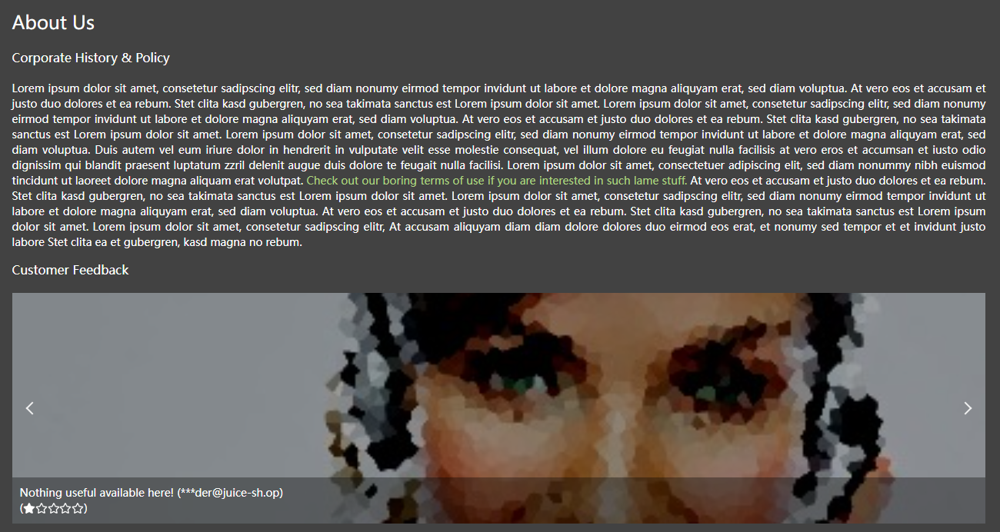 About Us
Corporate History & Policy
Lorem ipsum dolor sit amet, consetetur sadipscing elitr, sed diam nonumy eirmod tempor invidunt ut labore et dolore magna aliquyam erat, sed diam voluptua. At vero eos et accusam et
justo duo dolores et ea rebum. Stet clita kasd gubergren, no sea takimata sanctus est Lorem ipsum dolor sit amet. Lorem ipsum dolor sit amet, consetetur sadipscing elitr, sed diam nonumy
eirmod tempor invidunt ut labore et dolore magna aliquyam erat, sed diam voluptua. At vero eos et accusam et justo duo dolores et ea rebum. Stet clita kasd gubergren, no sea takimata
sanctus est Lorem ipsum dolor sit amet. Lorem ipsum dolor sit amet, consetetur sadipscing elitr, sed diam nonumy eirmod tempor invidunt ut labore et dolore magna aliquyam erat, sed
diam voluptua. Duis autem vel eum iriure dolor in hendrerit in vulputate velit esse molestie consequat, vel illum dolore eu feugiat nulla facilisis at vero eros et accumsan et iusto odio
dignissim qui blandit praesent luptatum zzril delenit augue duis dolore te feugait nulla facilisi. Lorem ipsum dolor sit amet, consectetuer adipiscing elit, sed diam nonummy nibh euismod
tincidunt ut laoreet dolore magna aliquam erat volutpat. Check out our boring terms of use if you are interested in such lame stuff. At vero eos et accusam et justo duo dolores et ea rebum.
Stet clita kasd gubergren, no sea takimata sanctus est Lorem ipsum dolor sit amet. Lorem ipsum dolor sit amet, consetetur sadipscing elitr, sed diam nonumy eirmod tempor invidunt ut
labore et dolore magna aliquyam erat, sed diam voluptua. At vero eos et accusam et justo duo dolores et ea rebum. Stet clita kasd gubergren, no sea takimata sanctus est Lorem ipsum
dolor sit amet. Lorem ipsum dolor sit amet, consetetur sadipscing elitr, At accusam aliquyam diam diam dolore dolores duo eirmod eos erat, et nonumy sed tempor et et invidunt justo
labore Stet clita ea et gubergren, kasd magna no rebum.
Customer Feedback
Nothing useful available here! (***der@juice-sh.op)
(★☆☆☆☆)